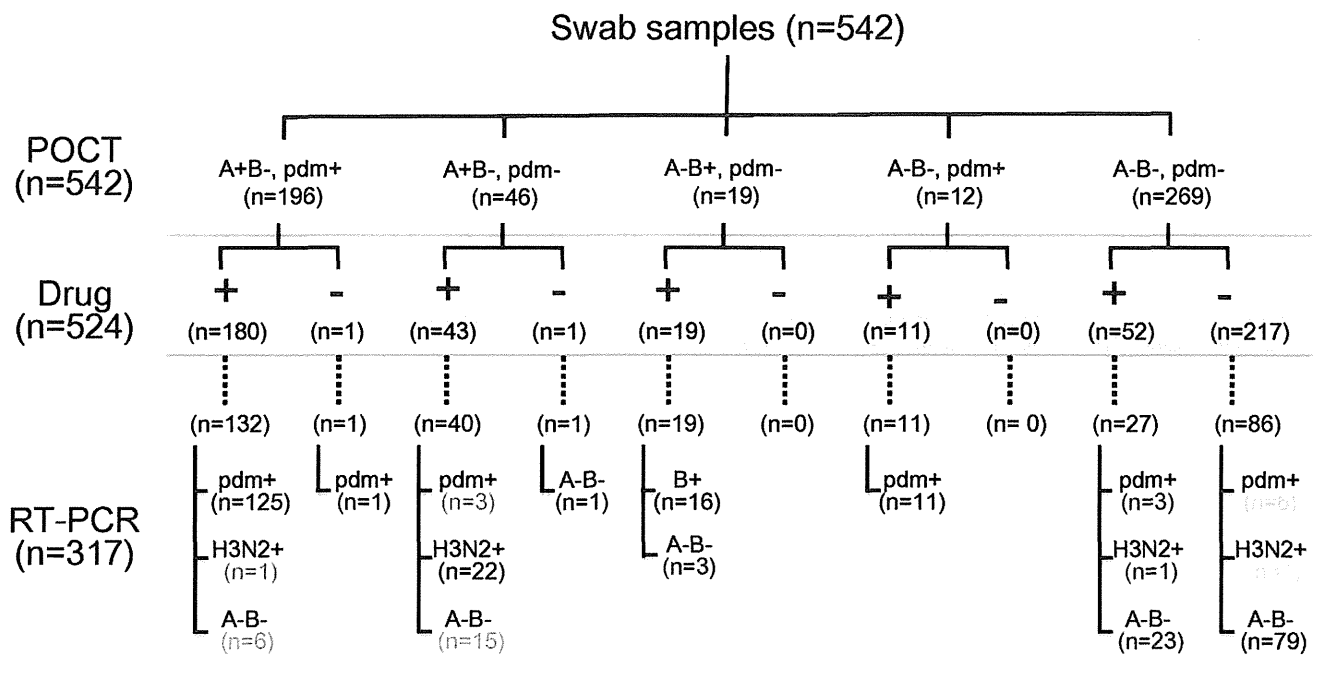 Swab samples (n=542)
POCT
(n=542)
A+B-, pdm+
(n=196)
A+B-, pdm-
(n=46)
A-B+, pdm-
(n=19)
A-B-, pdm+
(n=12)
A-B-, pdm-
(n=269)
Drug
(n=524)
+
(n=180)
-
(n=1)
+
(n=43)
-
(n=1)
+
(n=19)
-
(n=0)
+
(n=11)
-
(n=0)
+
(n=52)
-
(n=217)
RT-PCR
(n=317)
(n=132)
pdm+
(n=125)
H3N2+
(n=1)
A-B-
(n=6)
(n=1)
pdm+
(n=1)
(n=40)
pdm+
(n=3)
H3N2+
(n=22)
A-B-
(n=15)
(n=1)
A-B-
(n=1)
(n=19)
B+
(n=16)
A-B-
(n=3)
(n=0)
(n=11)
pdm+
(n=11)
(n= 0)
(n=27)
pdm+
(n=3)
H3N2+
(n=1)
A-B-
(n=23)
(n=86)
pdm+
(n=6)
H3N2+
A-B-
(n=79)